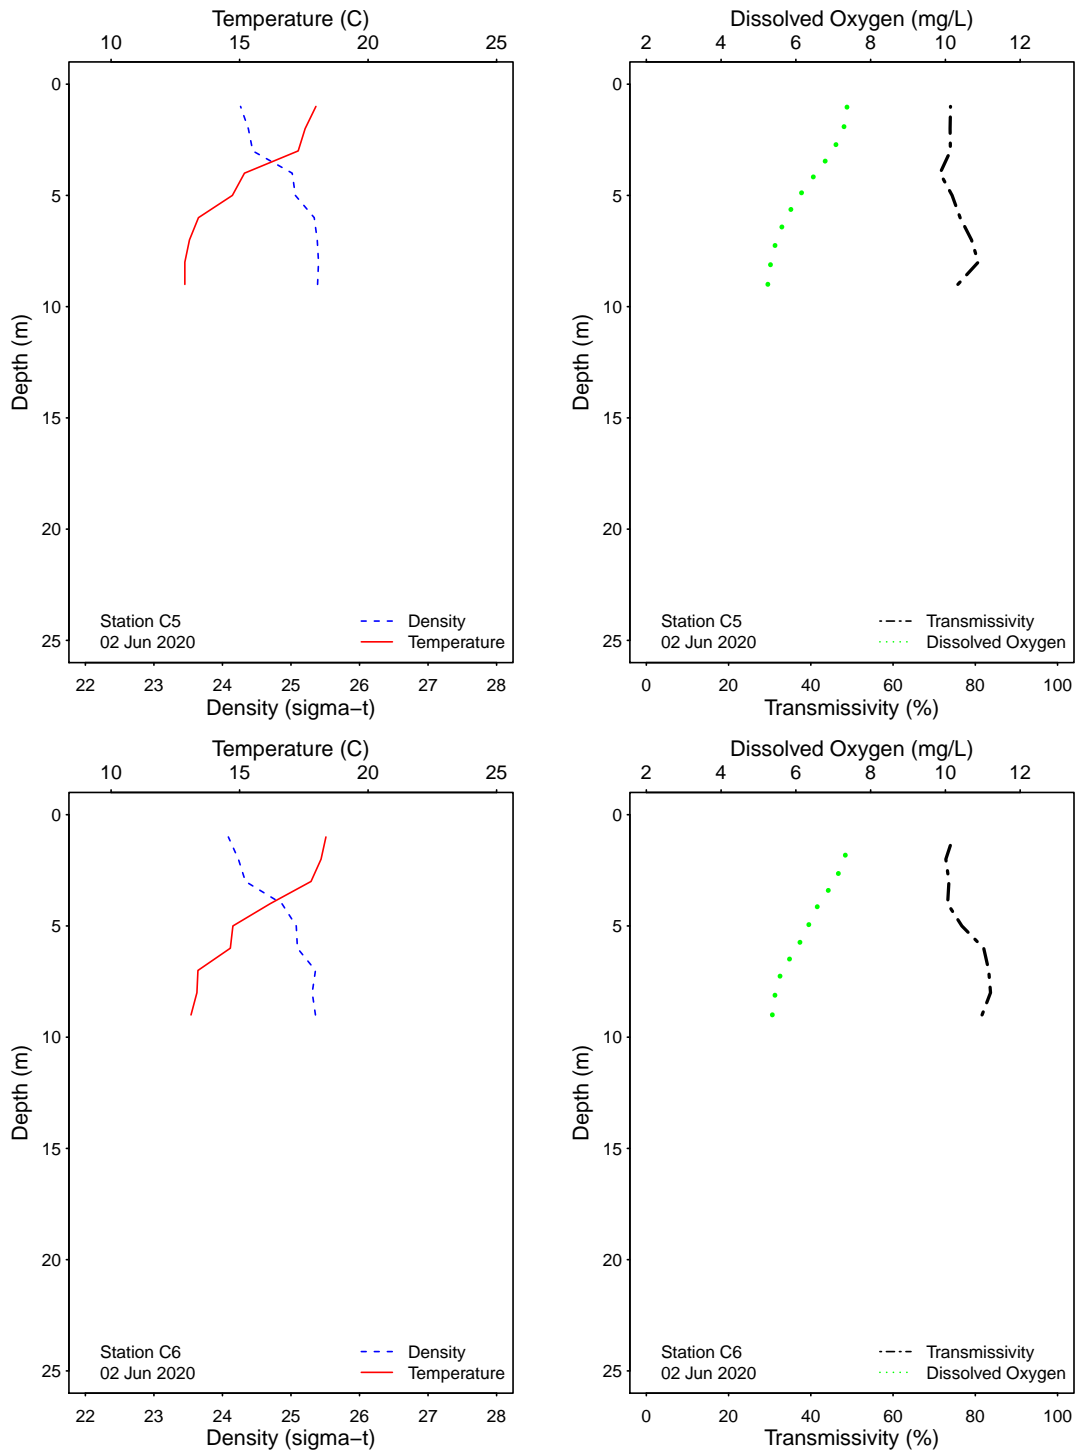 Temperature (C)
10 15 20 25
0
5
10
15
20
25
Depth (m)
Station C5
02 Jun 2020
Density
Temperature
22 23 24 25 26 27 28
Density (sigma−t)
Dissolved Oxygen (mg/L)
2 4 6 8 10 12
0
5
10
15
20
25
Depth (m)
Station C5
02 Jun 2020
Transmissivity
Dissolved Oxygen
0 20 40 60 80 100
Transmissivity (%)
Temperature (C)
10 15 20 25
0
5
10
15
20
25
Depth (m)
Station C6
02 Jun 2020
Density
Temperature
22 23 24 25 26 27 28
Density (sigma−t)
Dissolved Oxygen (mg/L)
2 4 6 8 10 12
0
5
10
15
20
25
Depth (m)
Station C6
02 Jun 2020
Transmissivity
Dissolved Oxygen
0 20 40 60 80 100
Transmissivity (%)